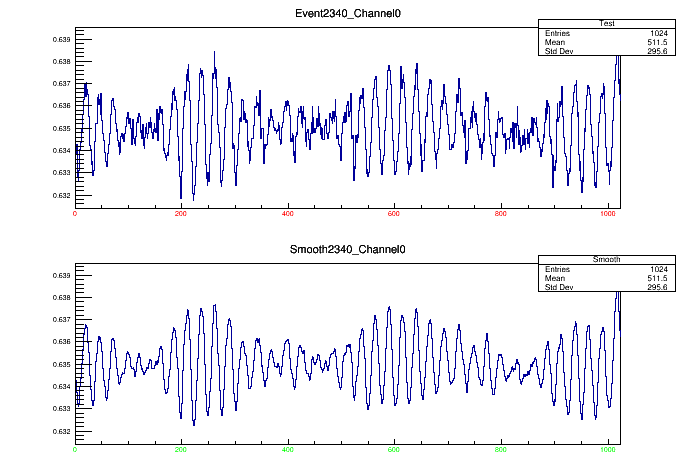 Event2340_Channel0
Test
Entries 1024
Mean 511.5
Std Dev 295.6
0.639
0.638
0.637
0.636
0.635
0.634
0.633
0.632
0 200 400 600 800 1000
Smooth2340_Channel0
Smooth
Entries 1024
Mean 511.5
Std Dev 295.6
0.639
0.638
0.637
0.636
0.635
0.634
0.633
0.632
0 200 400 600 800 1000